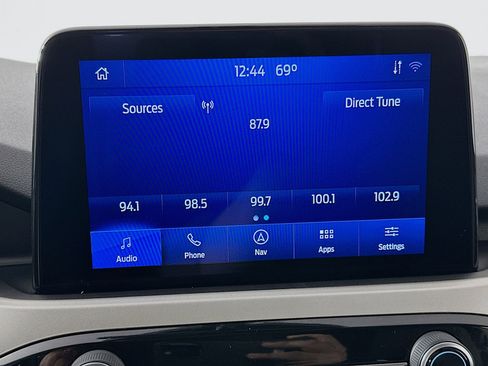 12:44 69°
Sources
Direct Tune
87.9
94.1 98.5 99.7 100.1 102.9
Audio Phone Nav Apps Settings